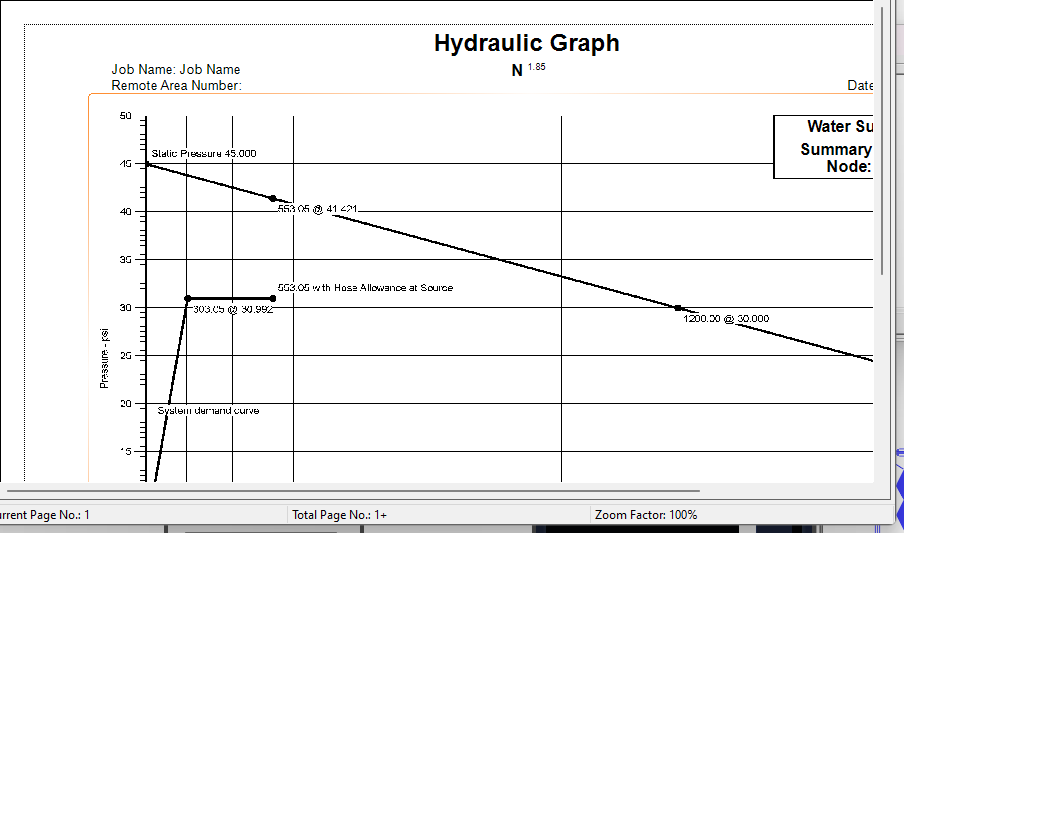 Hydraulic Graph
N 1.85
Job Name: Job Name
Remote Area Number:
Date
Water Su
Summary
Node:
50
Static Pressure 45.000
45
553.05 @ 41.421
40
35
553.05 with Hose Allowance at Source
303.05 @ 30.992
30
1200.00 @ 30.000
Pressure - psi
25
20
System demand curve
15
urrent Page No.: 1
Total Page No.: 1+
Zoom Factor: 100%